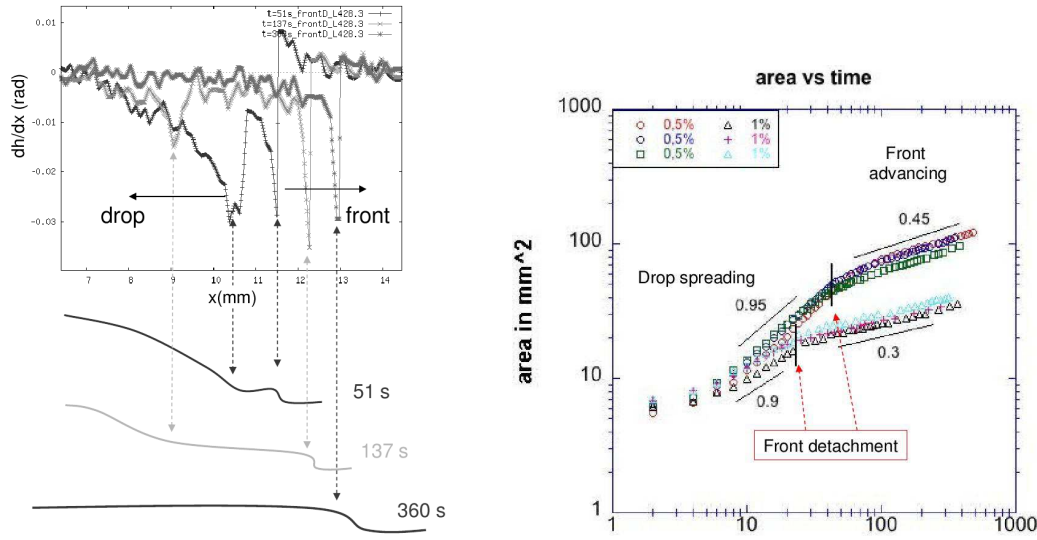 t=51s_frontD_L428.3
t=137s_frontD_L428.3
0.01
0
-0.01
-0.02
-0.03
dh/dx (rad)
drop
front
7
8
9
10
11
12
13
14
x(mm)
51 s
137 s
360 s
area vs time
1000
100
10
1
area in mm^2
0,5%
1%
0,5%
1%
0,5%
1%
Front
advancing
0.45
Drop spreading
0.95
0.9
0.3
Front detachment
1
10
100
1000